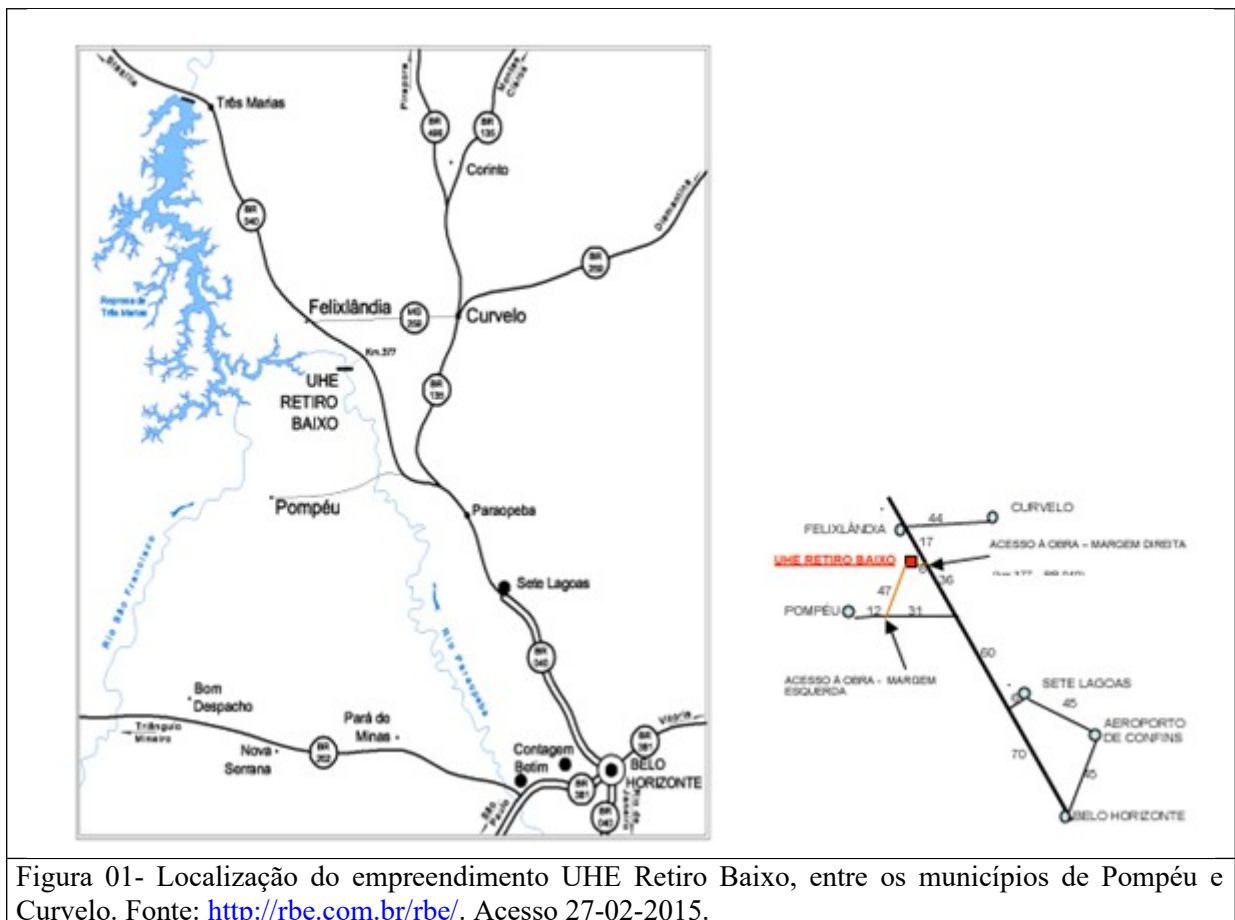 Brasília
Três Marias
Pirapora
Montes
Claros
BR
496
BR
135
Corinto
Diamantina
BR
040
BR
259
Represa de
Três Marias
Felixlândia
MG
259
Curvelo
Km.377
UHE
RETIRO
BAIXO
BR
135
Pompéu
Paraopeba
Rio São Francisco
Sete Lagoas
BR
040
Rio Paraopeba
Bom
Despacho
Triângulo
Mineiro
Nova
Serrana
BR
262
Pará de
Minas
Contagem
Betim
BR
381
Vitória
BELO
HORIZONTE
BR
381
São
Paulo
BR
040
Rio de
Janeiro
FELIXLÂNDIA
44
CURVELO
17
ACESSO À OBRA – MARGEM DIREITA
(km 377 – BR 040)
UHE RETIRO BAIXO
36
47
POMPÉU
12
31
60
ACESSO À OBRA - MARGEM
ESQUERDA
SETE LAGOAS
45
AEROPORTO
DE CONFINS
70
45
BELO HORIZONTE
Figura 01- Localização do empreendimento UHE Retiro Baixo, entre os municípios de Pompéu e
Curvelo. Fonte: http://rbe.com.br/rbe/. Acesso 27-02-2015.